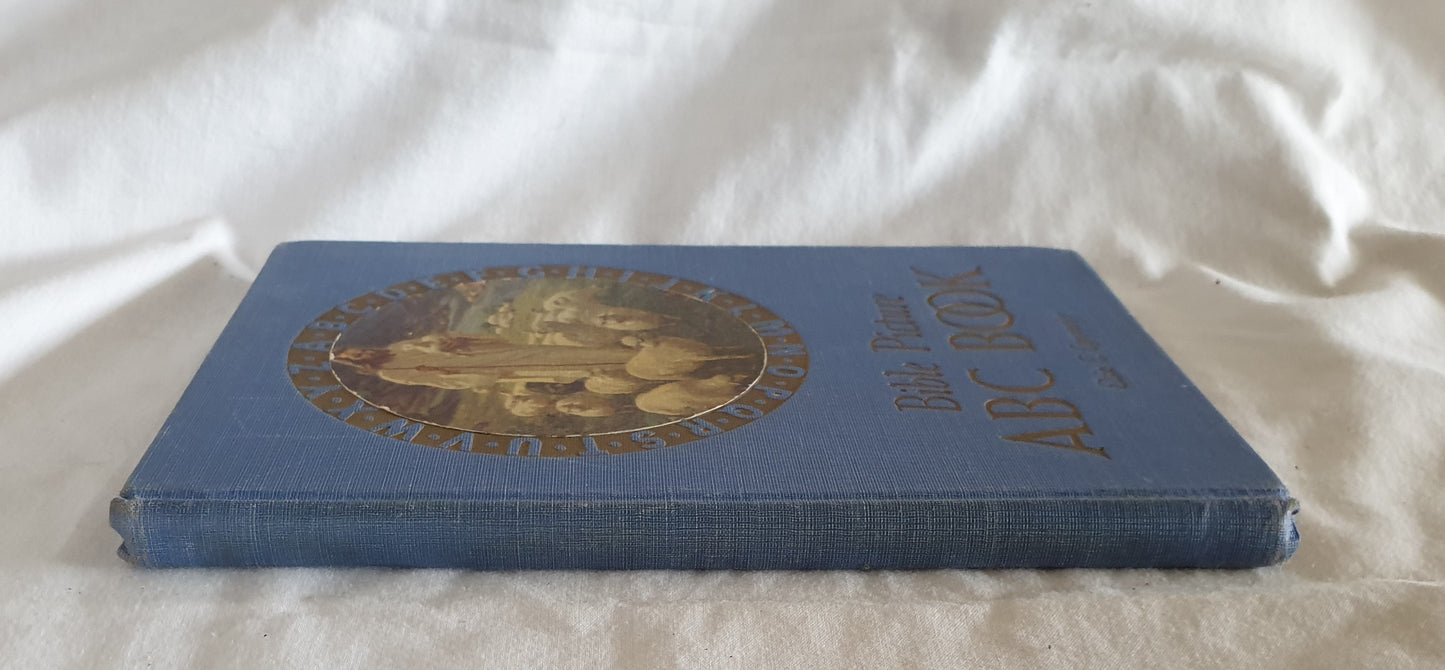 A·B·C·D·E·F·G·H·I·J·K·L·M·N·O·P·Q·R·S·T·U·V·W·X·Y·Z
Bible Picture
ABC BOOK